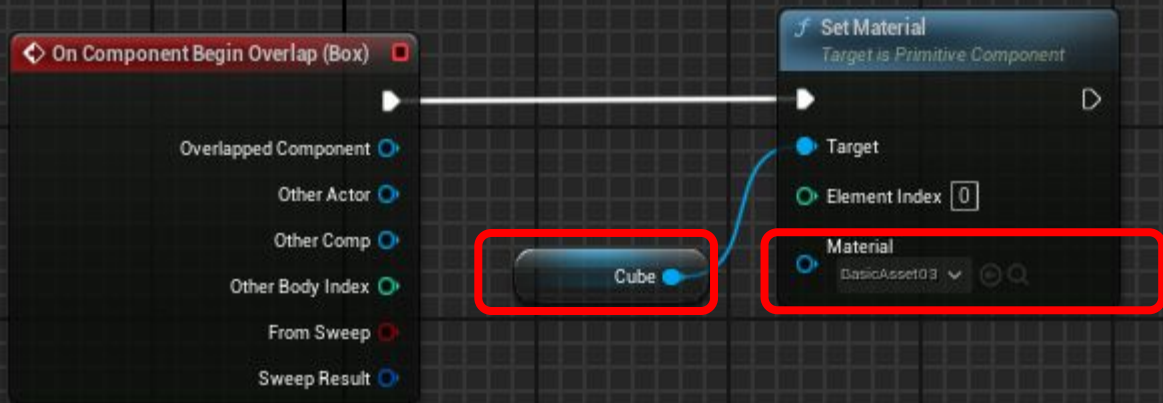 On Component Begin Overlap (Box)
Overlapped Component
Other Actor
Other Comp
Other Body Index
From Sweep
Sweep Result
Cube
f Set Material
Target is Primitive Component
Target
Element Index 0
Material
BasicAsset03